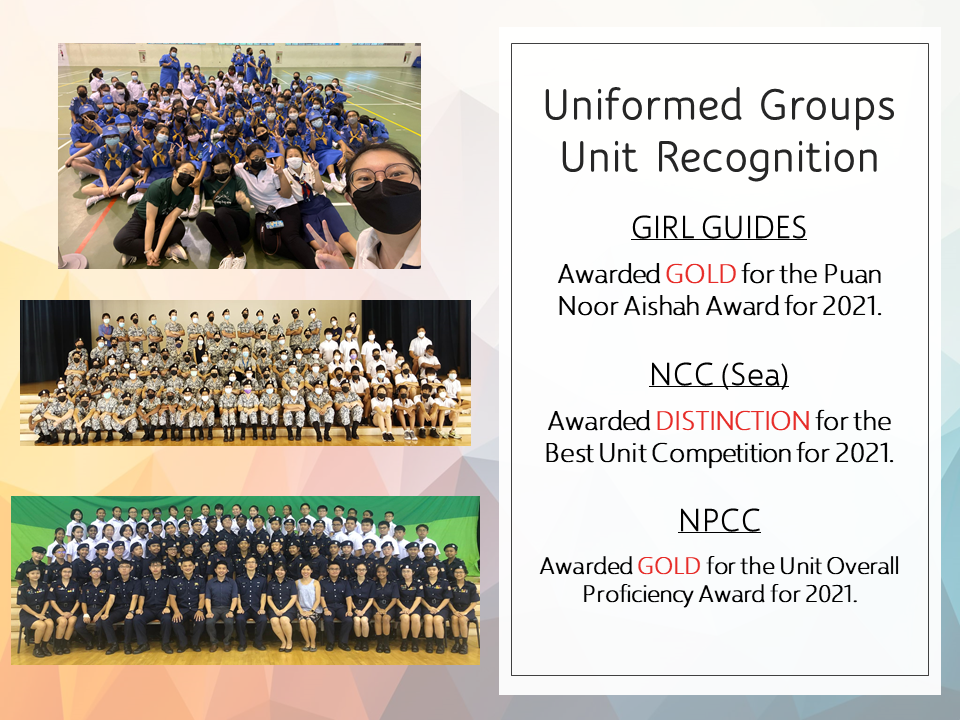 Uniformed Groups
Unit Recognition
GIRL GUIDES
Awarded GOLD for the Puan
Noor Aishah Award for 2021.
NCC (Sea)
Awarded DISTINCTION for the
Best Unit Competition for 2021.
NPCC
Awarded GOLD for the Unit Overall
Proficiency Award for 2021.